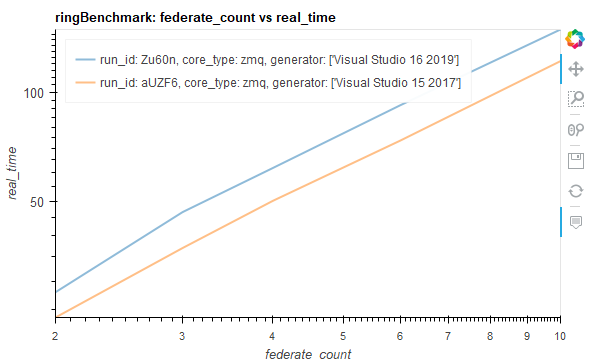 ringBenchmark: federate_count vs real_time
run_id: Zu60n, core_type: zmq, generator: ['Visual Studio 16 2019']
run_id: aUZF6, core_type: zmq, generator: ['Visual Studio 15 2017']
100
50
real_time
2 3 4 5 6 7 8 9 10
federate_count